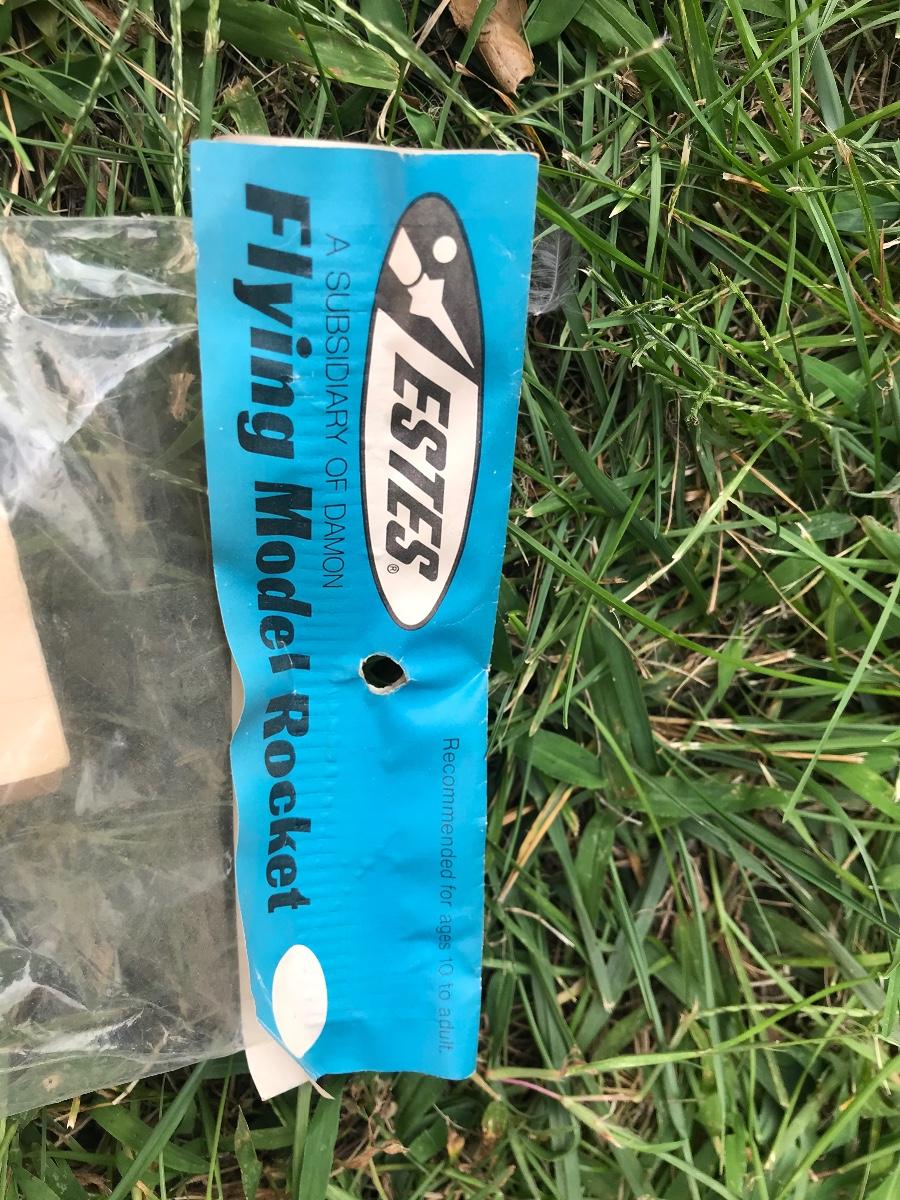 ESTES®
A SUBSIDIARY OF DAMON
Flying Model Rocket
Recommended for ages 10 to adult.